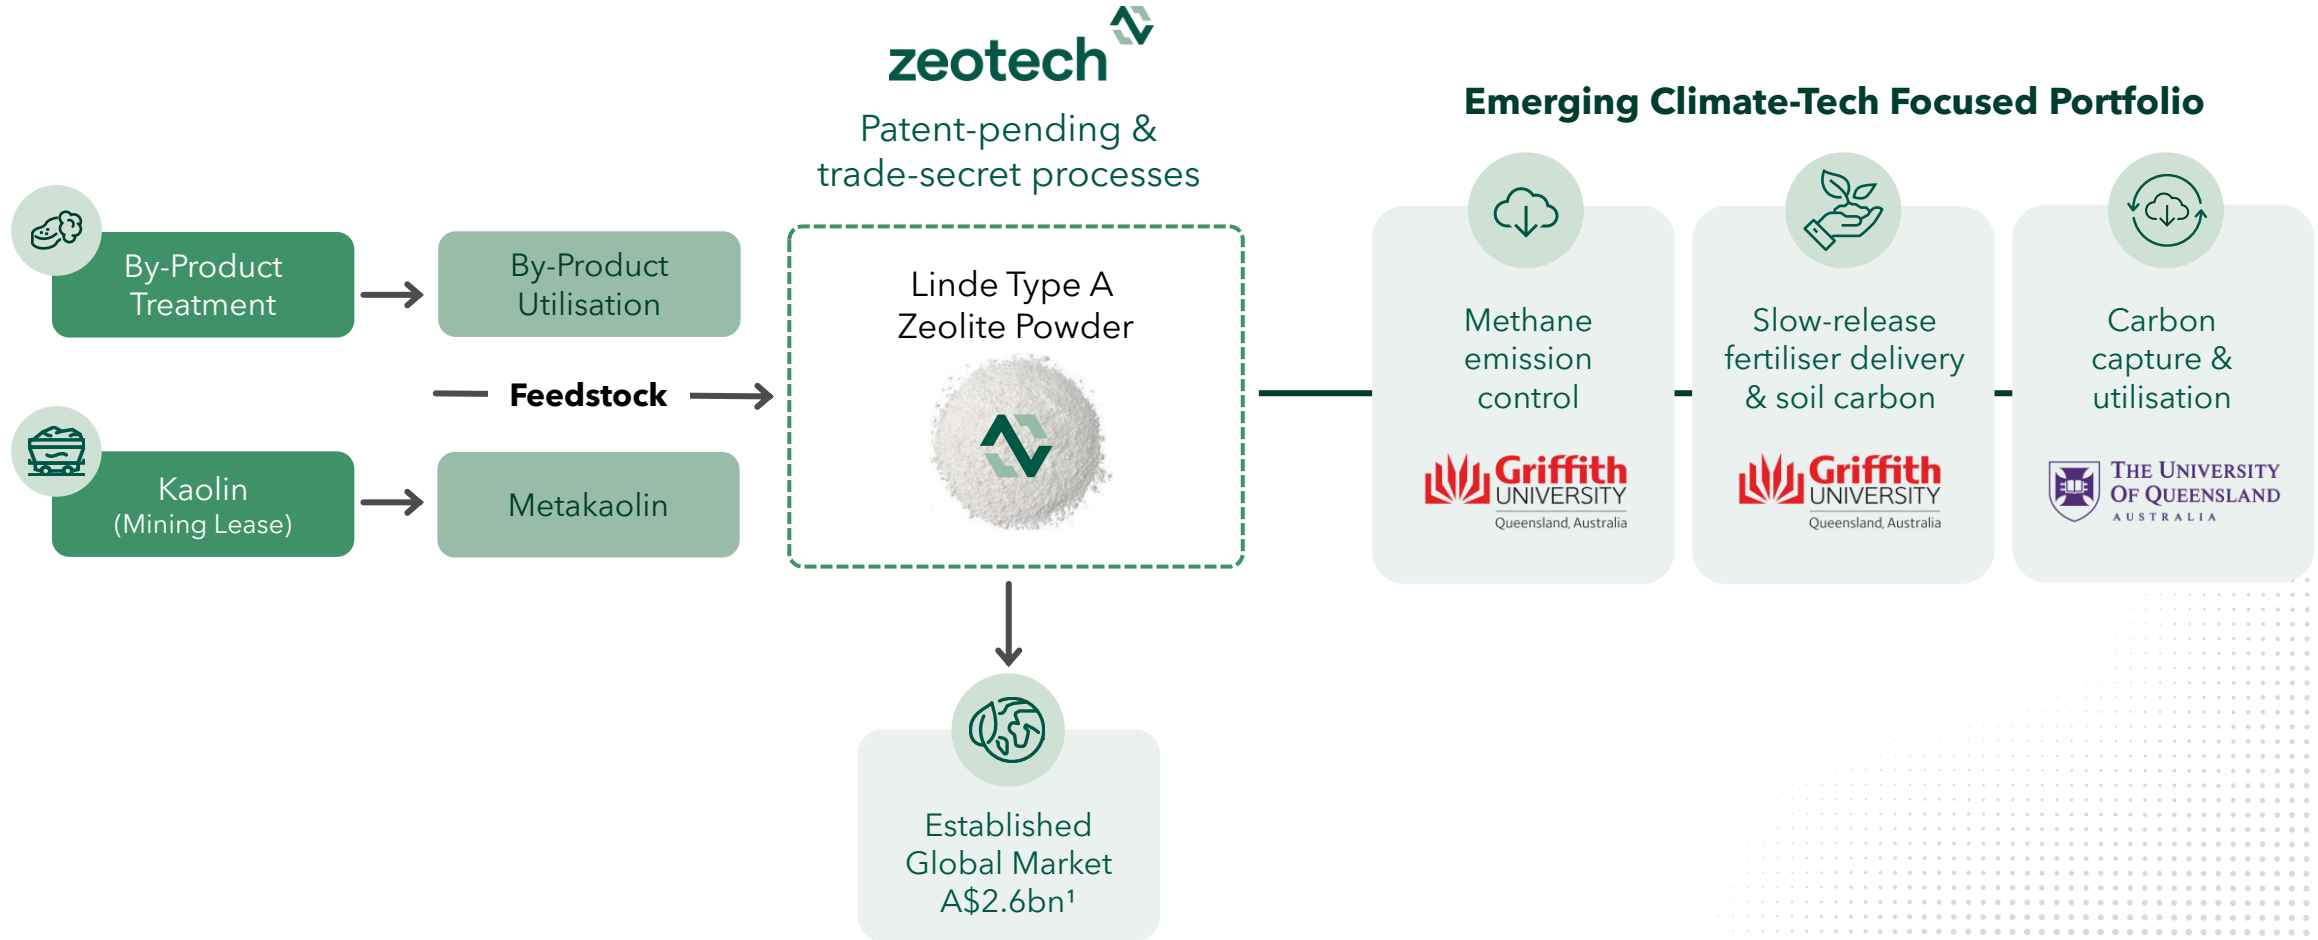 zeotech
Patent-pending &
trade-secret processes
By-Product
Treatment
By-Product
Utilisation
Feedstock
Kaolin
(Mining Lease)
Metakaolin
Linde Type A
Zeolite Powder
Established
Global Market
A$2.6bn¹
Emerging Climate-Tech Focused Portfolio
Methane
emission
control
Griffith
UNIVERSITY
Queensland, Australia
Slow-release
fertiliser delivery
& soil carbon
Griffith
UNIVERSITY
Queensland, Australia
Carbon
capture &
utilisation
THE UNIVERSITY
OF QUEENSLAND
AUSTRALIA